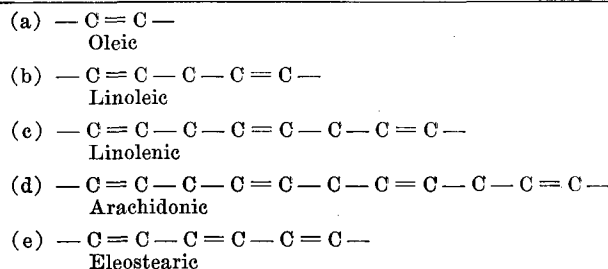 (a) — C = C —
Oleic
(b) — C = C — C — C = C —
Linoleic
(c) — C = C — C — C = C — C — C = C —
Linolenic
(d) — C = C — C — C = C — C — C = C — C — C = C —
Arachidonic
(e) — C = C — C = C — C = C —
Eleostearic